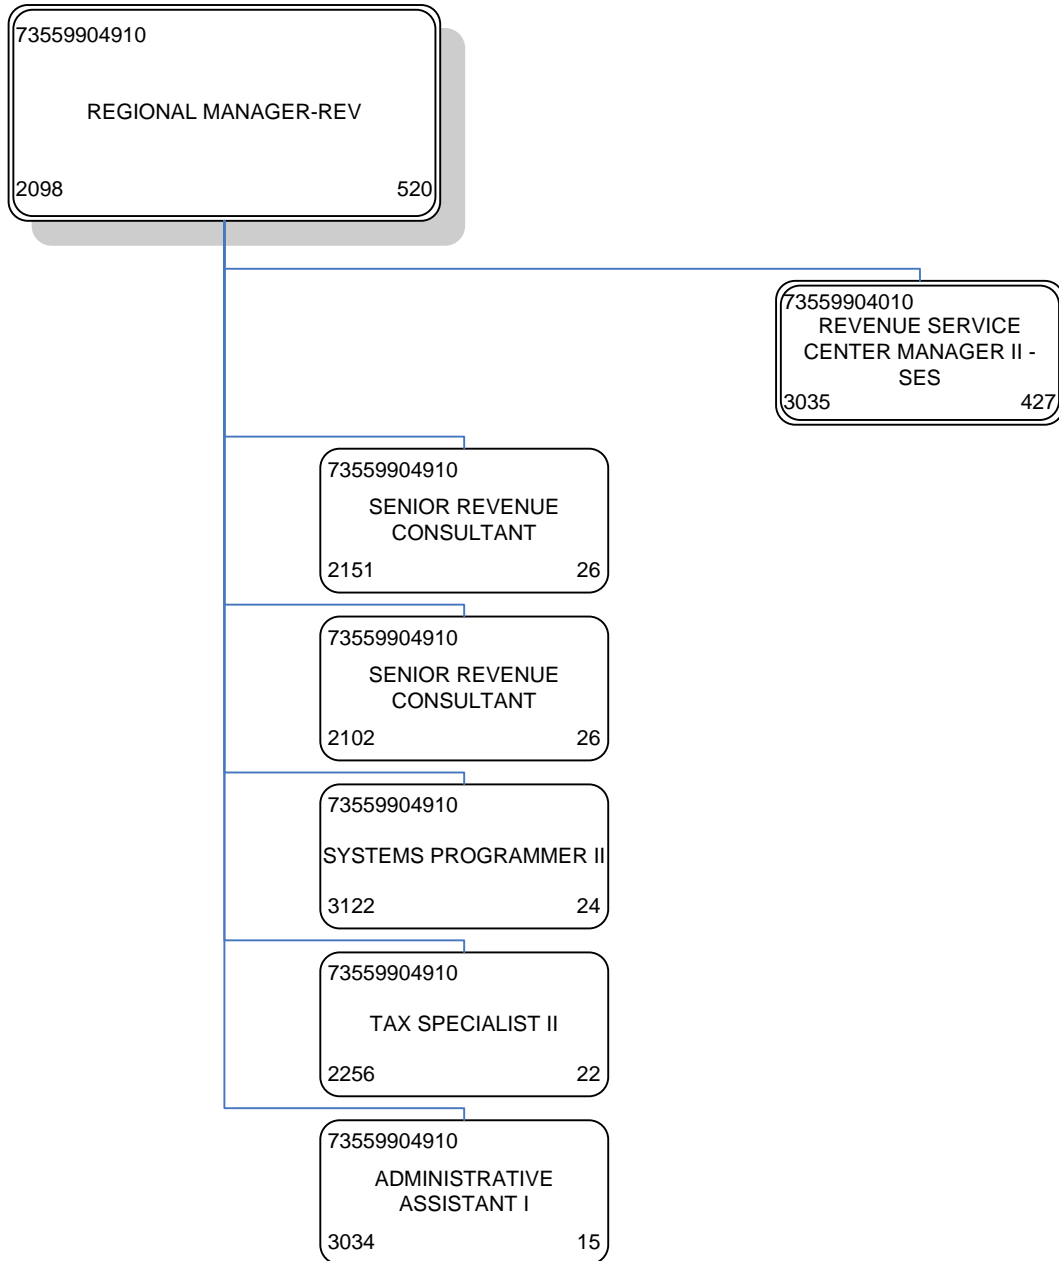 73559904910
REGIONAL MANAGER-REV
2098 520
73559904010
REVENUE SERVICE
CENTER MANAGER II -
SES
3035 427
73559904910
SENIOR REVENUE
CONSULTANT
2151 26
73559904910
SENIOR REVENUE
CONSULTANT
2102 26
73559904910
SYSTEMS PROGRAMMER II
3122 24
73559904910
TAX SPECIALIST II
2256 22
73559904910
ADMINISTRATIVE
ASSISTANT I
3034 15